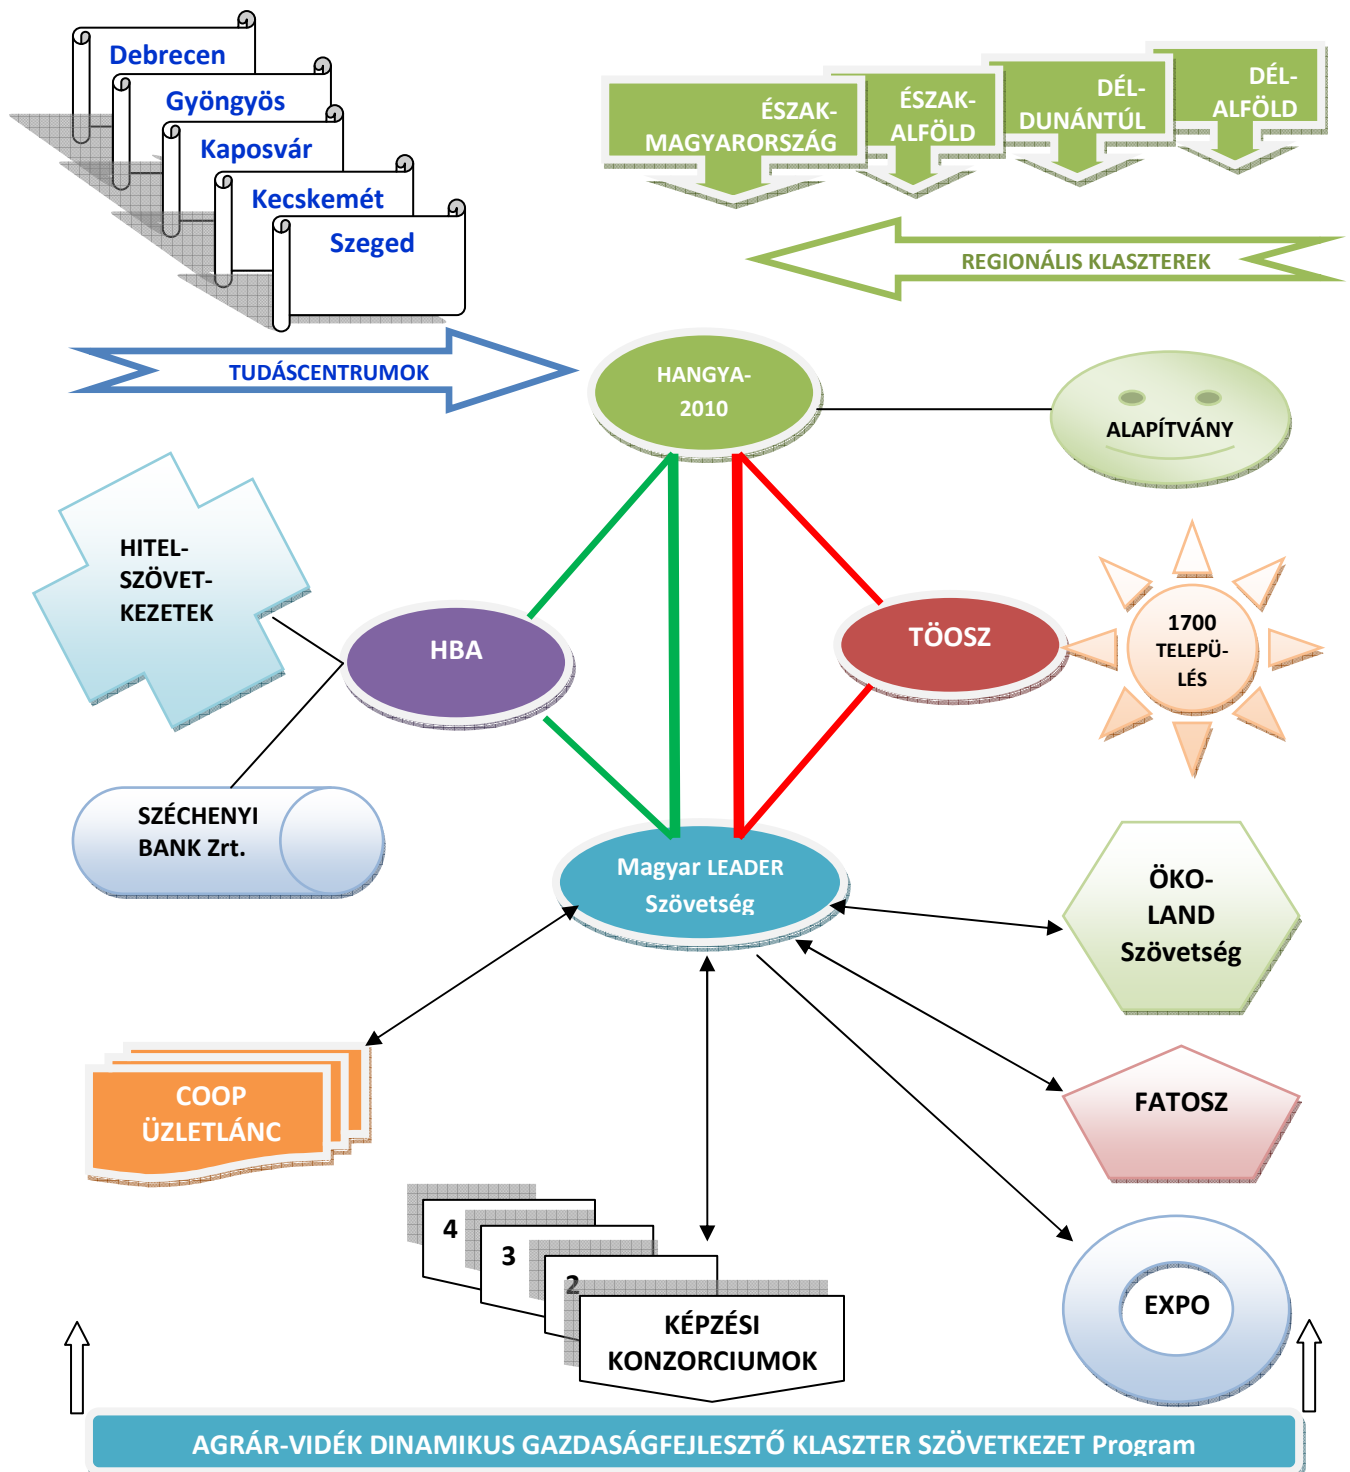 Debrecen
Gyöngyös
Kaposvár
Kecskemét
Szeged
ÉSZAK-
MAGYARORSZÁG
ÉSZAK-
ALFÖLD
DÉL-
DUNÁNTÚL
DÉL-
ALFÖLD
REGIONÁLIS KLASZTEREK
TUDÁSCENTRUMOK
HANGYA-
2010
ALAPÍTVÁNY
HITEL-
SZÖVET-
KEZETEK
HBA
TÖOSZ
1700
TELEPÜ-
LÉS
SZÉCHENYI
BANK Zrt.
Magyar LEADER
Szövetség
ÖKO-
LAND
Szövetség
COOP
ÜZLETLÁNC
FATOSZ
4
3
2
KÉPZÉSI
KONZORCIUMOK
EXPO
AGRÁR-VIDÉK DINAMIKUS GAZDASÁGFEJLESZTŐ KLASZTER SZÖVETKEZET Program